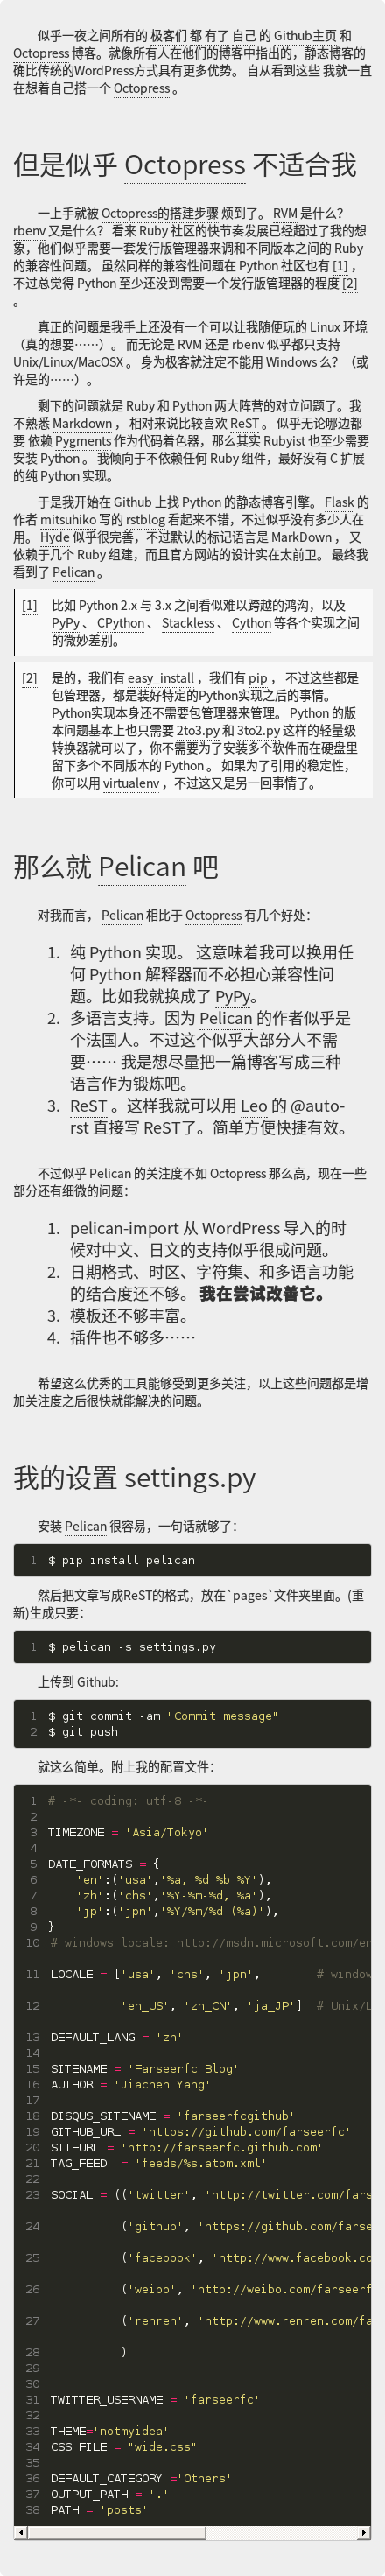 似乎一夜之间所有的 极客们 都 有了 自己 的 Github主页 和
Octopress 博客。就像所有人在他们的博客中指出的，静态博客的
确比传统的WordPress方式具有更多优势。 自从看到这些 我就一直
在想着自己搭一个 Octopress 。
但是似乎 Octopress 不适合我
一上手就被 Octopress的搭建步骤 烦到了。 RVM 是什么？
rbenv 又是什么？ 看来 Ruby 社区的快节奏发展已经超过了我的想
象，他们似乎需要一套发行版管理器来调和不同版本之间的 Ruby
的兼容性问题。 虽然同样的兼容性问题在 Python 社区也有 [1] ，
不过总觉得 Python 至少还没到需要一个发行版管理器的程度 [2]
。
真正的问题是我手上还没有一个可以让我随便玩的 Linux 环境
（真的想要……）。 而无论是 RVM 还是 rbenv 似乎都只支持
Unix/Linux/MacOSX 。 身为极客就注定不能用 Windows 么？（或
许是的……）。
剩下的问题就是 Ruby 和 Python 两大阵营的对立问题了。我
不熟悉 Markdown ， 相对来说比较喜欢 ReST 。 似乎无论哪边都
要 依赖 Pygments 作为代码着色器，那么其实 Rubyist 也至少需要
安装 Python 。 我倾向于不依赖任何 Ruby 组件，最好没有 C 扩展
的纯 Python 实现。
于是我开始在 Github 上找 Python 的静态博客引擎。 Flask 的
作者 mitsuhiko 写的 rstblog 看起来不错，不过似乎没有多少人在
用。 Hyde 似乎很完善，不过默认的标记语言是 MarkDown ， 又
依赖于几个 Ruby 组建，而且官方网站的设计实在太前卫。 最终我
看到了 Pelican 。
[1] 比如 Python 2.x 与 3.x 之间看似难以跨越的鸿沟，以及
PyPy 、 CPython 、 Stackless 、 Cython 等各个实现之间
的微妙差别。
[2] 是的，我们有 easy_install ，我们有 pip ， 不过这些都是
包管理器，都是装好特定的Python实现之后的事情。
Python实现本身还不需要包管理器来管理。 Python 的版
本问题基本上也只需要 2to3.py 和 3to2.py 这样的轻量级
转换器就可以了，你不需要为了安装多个软件而在硬盘里
留下多个不同版本的 Python 。 如果为了引用的稳定性，
你可以用 virtualenv ，不过这又是另一回事情了。
那么就 Pelican 吧
对我而言， Pelican 相比于 Octopress 有几个好处：
1. 纯 Python 实现。 这意味着我可以换用任
何 Python 解释器而不必担心兼容性问
题。比如我就换成了 PyPy。
2. 多语言支持。因为 Pelican 的作者似乎是
个法国人。不过这个似乎大部分人不需
要…… 我是想尽量把一篇博客写成三种
语言作为锻炼吧。
3. ReST 。这样我就可以用 Leo 的 @auto-
rst 直接写 ReST了。简单方便快捷有效。
不过似乎 Pelican 的关注度不如 Octopress 那么高，现在一些
部分还有细微的问题：
1. pelican-import 从 WordPress 导入的时
候对中文、日文的支持似乎很成问题。
2. 日期格式、时区、字符集、和多语言功能
的结合度还不够。 我在尝试改善它。
3. 模板还不够丰富。
4. 插件也不够多……
希望这么优秀的工具能够受到更多关注，以上这些问题都是增
加关注度之后很快就能解决的问题。
我的设置 settings.py
安装 Pelican 很容易，一句话就够了：
1 $ pip install pelican
然后把文章写成ReST的格式，放在`pages`文件夹里面。(重
新)生成只要：
1 $ pelican -s settings.py
上传到 Github:
1 $ git commit -am "Commit message"
2 $ git push
就这么简单。附上我的配置文件：
1 # -*- coding: utf-8 -*-
2
3 TIMEZONE = 'Asia/Tokyo'
4
5 DATE_FORMATS = {
6 'en':('usa','%a, %d %b %Y'),
7 'zh':('chs','%Y-%m-%d, %a'),
8 'jp':('jpn','%Y/%m/%d (%a)'),
9 }
10 # windows locale: http://msdn.microsoft.com/en
11 LOCALE = ['usa', 'chs', 'jpn', # window
12 'en_US', 'zh_CN', 'ja_JP'] # Unix/L
13 DEFAULT_LANG = 'zh'
14
15 SITENAME = 'Farseerfc Blog'
16 AUTHOR = 'Jiachen Yang'
17
18 DISQUS_SITENAME = 'farseerfcgithub'
19 GITHUB_URL = 'https://github.com/farseerfc'
20 SITEURL = 'http://farseerfc.github.com'
21 TAG_FEED = 'feeds/%s.atom.xml'
22
23 SOCIAL = (('twitter', 'http://twitter.com/fars
24 ('github', 'https://github.com/farse
25 ('facebook', 'http://www.facebook.co
26 ('weibo', 'http://weibo.com/farseerf
27 ('renren', 'http://www.renren.com/fa
28 )
29
30
31 TWITTER_USERNAME = 'farseerfc'
32
33 THEME='notmyidea'
34 CSS_FILE = "wide.css"
35
36 DEFAULT_CATEGORY ='Others'
37 OUTPUT_PATH = '.'
38 PATH = 'posts'